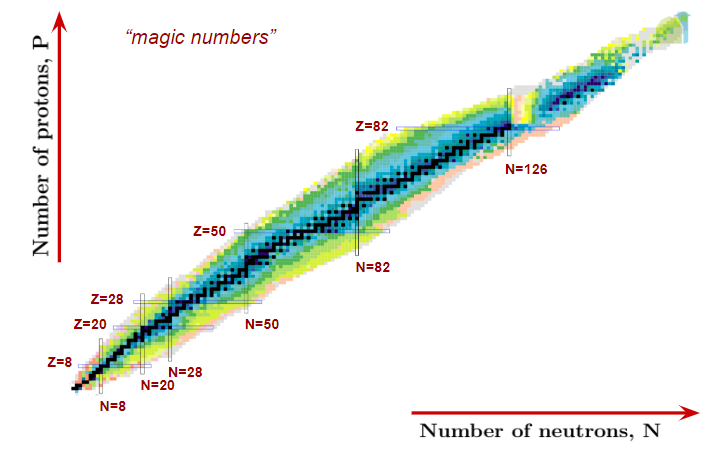 “magic numbers”
Number of protons, P
Z=82
N=126
Z=50
N=82
Z=28
Z=20
N=50
Z=8
N=28
N=20
N=8
Number of neutrons, N